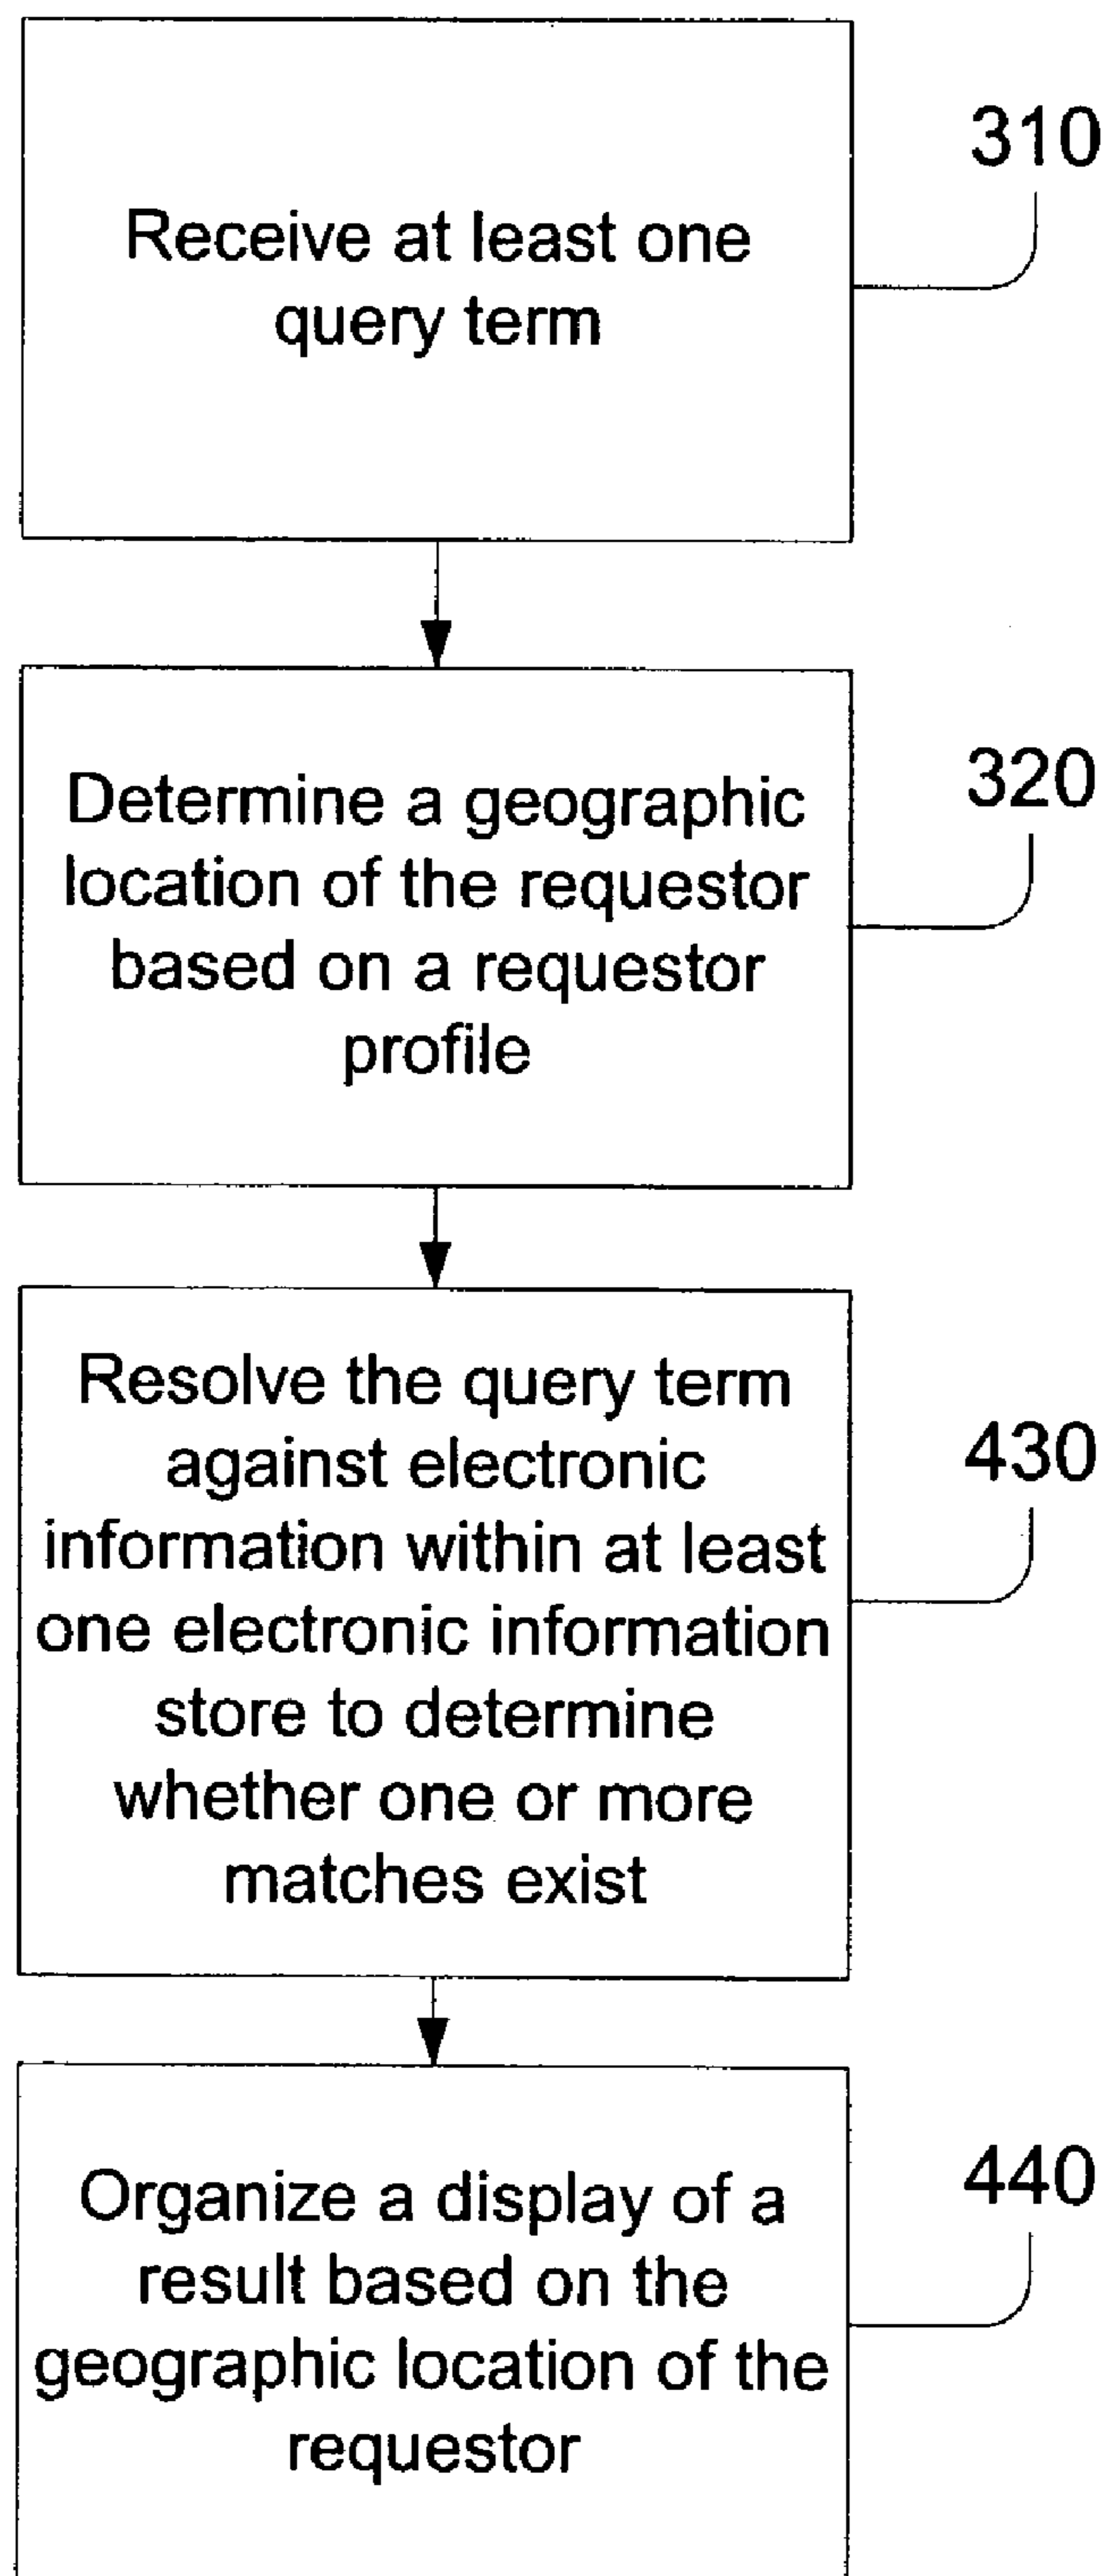 310
Receive at least one
query term
320
Determine a geographic
location of the requestor
based on a requestor
profile
430
Resolve the query term
against electronic
information within at least
one electronic information
store to determine
whether one or more
matches exist
440
Organize a display of a
result based on the
geographic location of the
requestor